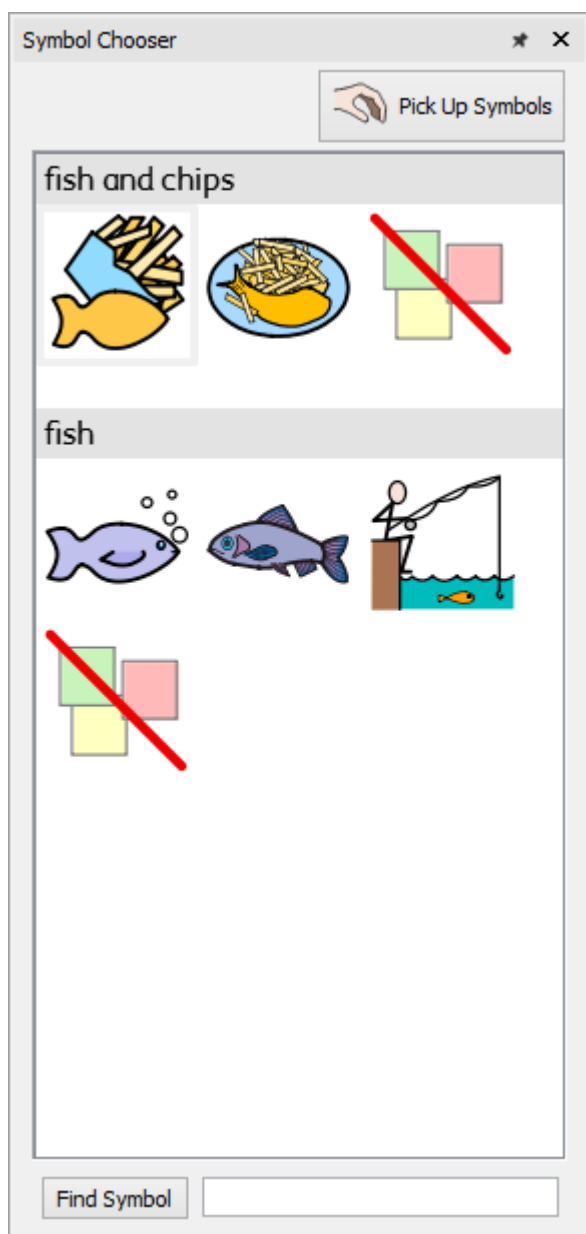 Symbol Chooser
Pick Up Symbols
fish and chips
fish
Find Symbol